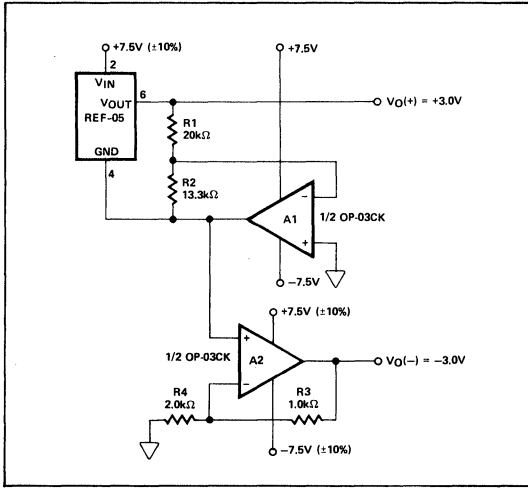 +7.5V (±10%)
2
VIN
VOUT
6
REF-05
GND
4
R1
20kΩ
R2
13.3kΩ
+7.5V
VO(+) = +3.0V
−
A1
+
1/2 OP-03CK
−7.5V
+7.5V (±10%)
1/2 OP-03CK
+
A2
−
VO(−) = −3.0V
R4
2.0kΩ
R3
1.0kΩ
−7.5V (±10%)